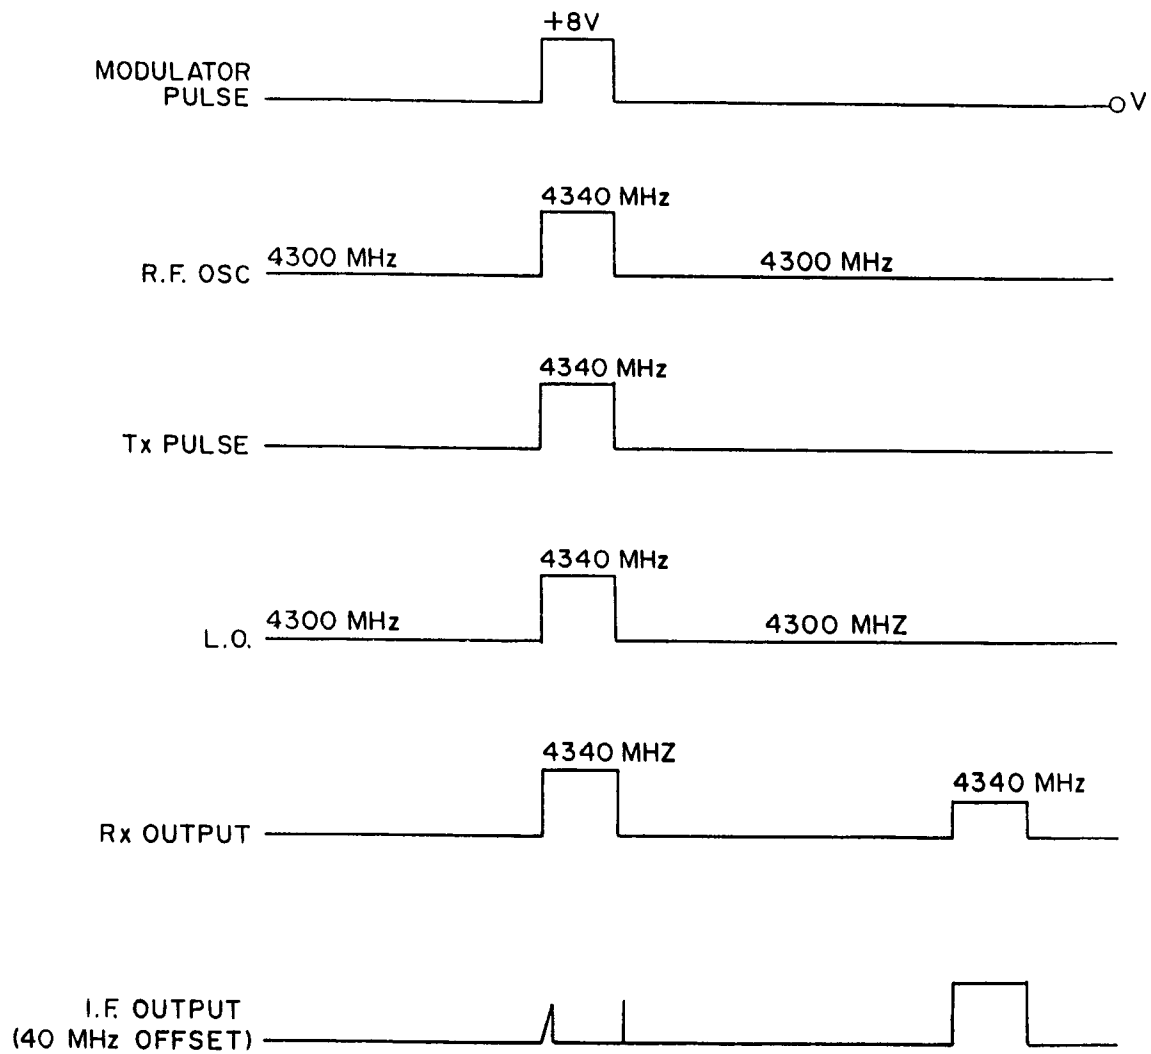 +8V
MODULATOR
PULSE
O V
4340 MHz
4300 MHz
R.F. OSC
4300 MHz
4340 MHz
Tx PULSE
4340 MHz
4300 MHz
L.O.
4300 MHZ
4340 MHZ
4340 MHz
Rx OUTPUT
I.F. OUTPUT
(40 MHz OFFSET)